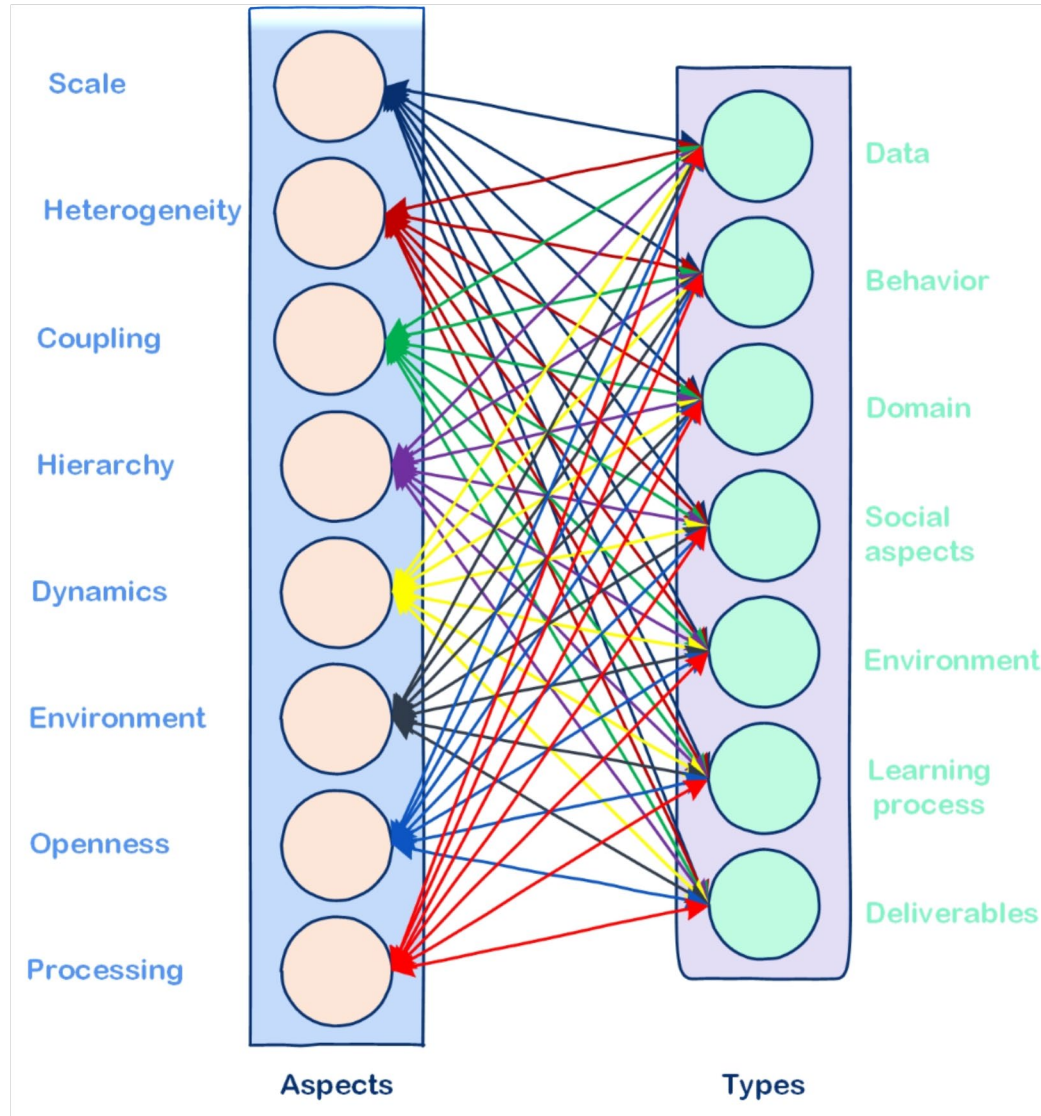 Scale
Heterogeneity
Coupling
Hierarchy
Dynamics
Environment
Openness
Processing
Aspects
Data
Behavior
Domain
Social
aspects
Environment
Learning
process
Deliverables
Types